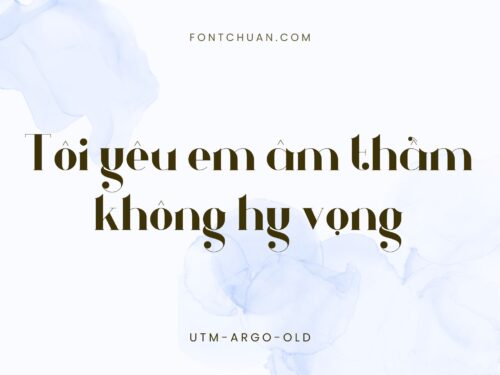 FONTCHUAN.COM
Tôi yêu em âm thầm
không hy vọng
UTM-ARGO-OLD